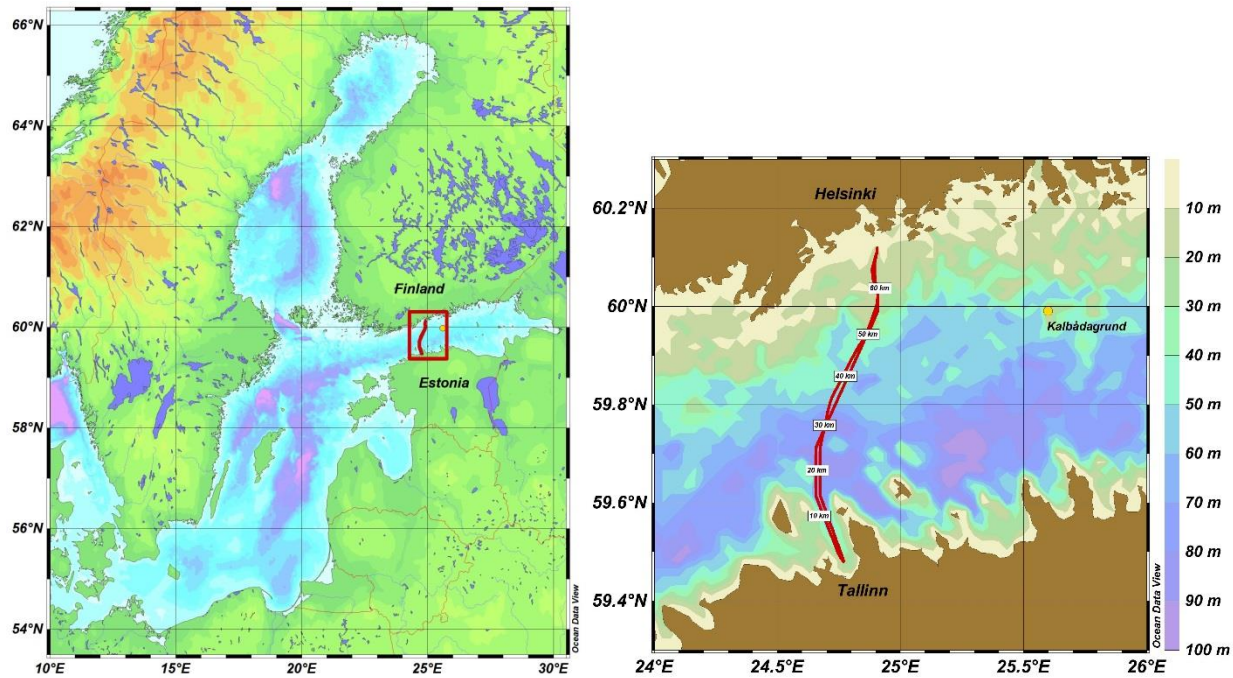 66°N
64°N
62°N
60°N
58°N
56°N
54°N
10°E
15°E
20°E
25°E
30°E
Finland
Estonia
Ocean Data View
60.2°N
60°N
59.8°N
59.6°N
59.4°N
24°E
24.5°E
25°E
25.5°E
26°E
Helsinki
60 km
50 km
40 km
30 km
20 km
10 km
Kalbådagrund
Tallinn
Ocean Data View
10 m
20 m
30 m
40 m
50 m
60 m
70 m
80 m
90 m
100 m